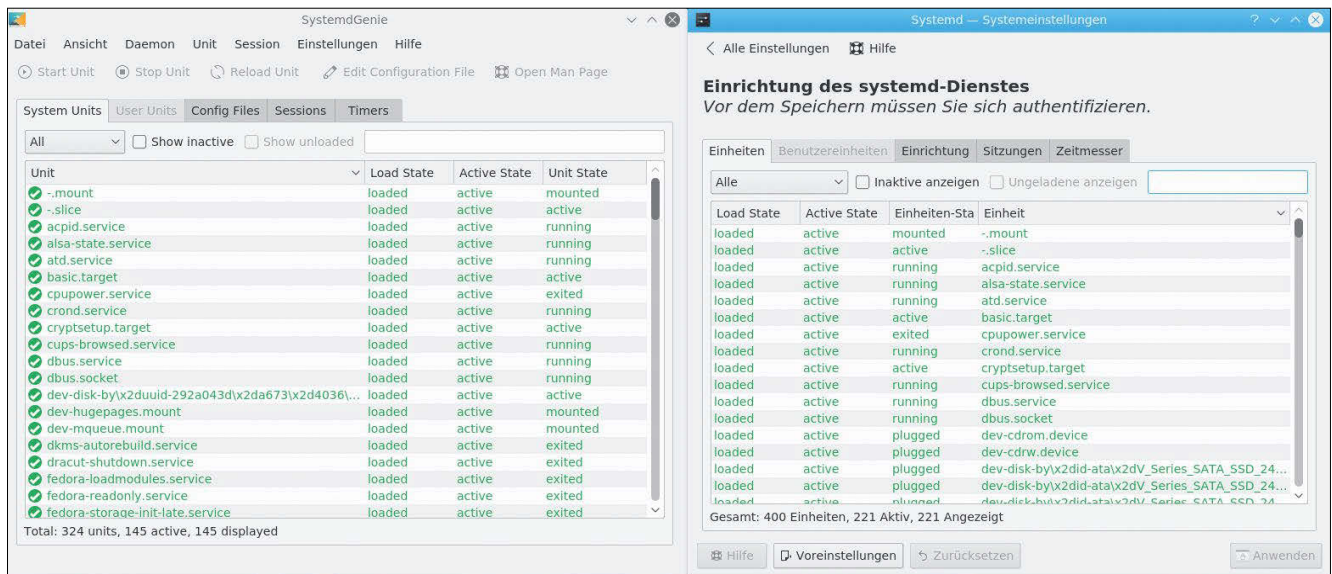 SystemdGenie
Datei Ansicht Daemon Unit Session Einstellungen Hilfe
Start Unit Stop Unit Reload Unit Edit Configuration File Open Man Page
System Units User Units Config Files Sessions Timers
All Show inactive Show unloaded
Unit Load State Active State Unit State
-.mount loaded active mounted
-.slice loaded active active
acpid.service loaded active running
alsa-state.service loaded active running
atd.service loaded active running
basic.target loaded active active
cpupower.service loaded active exited
crond.service loaded active running
cryptsetup.target loaded active active
cups-browsed.service loaded active running
dbus.service loaded active running
dbus.socket loaded active running
dev-disk-by\x2duuid-292a043d\x2da673\x2d4036\... loaded active active
dev-hugepages.mount loaded active mounted
dev-mqueue.mount loaded active mounted
dkms-autorebuild.service loaded active exited
dracut-shutdown.service loaded active exited
fedora-loadmodules.service loaded active exited
fedora-readonly.service loaded active exited
fedora-storage-init-late.service loaded active exited
Total: 324 units, 145 active, 145 displayed
Systemd — Systemeinstellungen
Alle Einstellungen Hilfe
Einrichtung des systemd-Dienstes
Vor dem Speichern müssen Sie sich authentifizieren.
Einheiten Benutzereinheiten Einrichtung Sitzungen Zeitmesser
Alle Inaktive anzeigen Ungeladene anzeigen
Load State Active State Einheiten-Sta Einheit
loaded active mounted -.mount
loaded active active -.slice
loaded active running acpid.service
loaded active running alsa-state.service
loaded active running atd.service
loaded active active basic.target
loaded active exited cpupower.service
loaded active running crond.service
loaded active active cryptsetup.target
loaded active running cups-browsed.service
loaded active running dbus.service
loaded active running dbus.socket
loaded active plugged dev-cdrom.device
loaded active plugged dev-cdrw.device
loaded active plugged dev-disk-by\x2did-ata\x2dV_Series_SATA_SSD_24...
loaded active plugged dev-disk-by\x2did-ata\x2dV_Series_SATA_SSD_24...
loaded active plugged dev-disk-by\x2did-ata\x2dV_Series_SATA_SSD_24...
Gesamt: 400 Einheiten, 221 Aktiv, 221 Angezeigt
Hilfe Voreinstellungen Zurücksetzen Anwenden